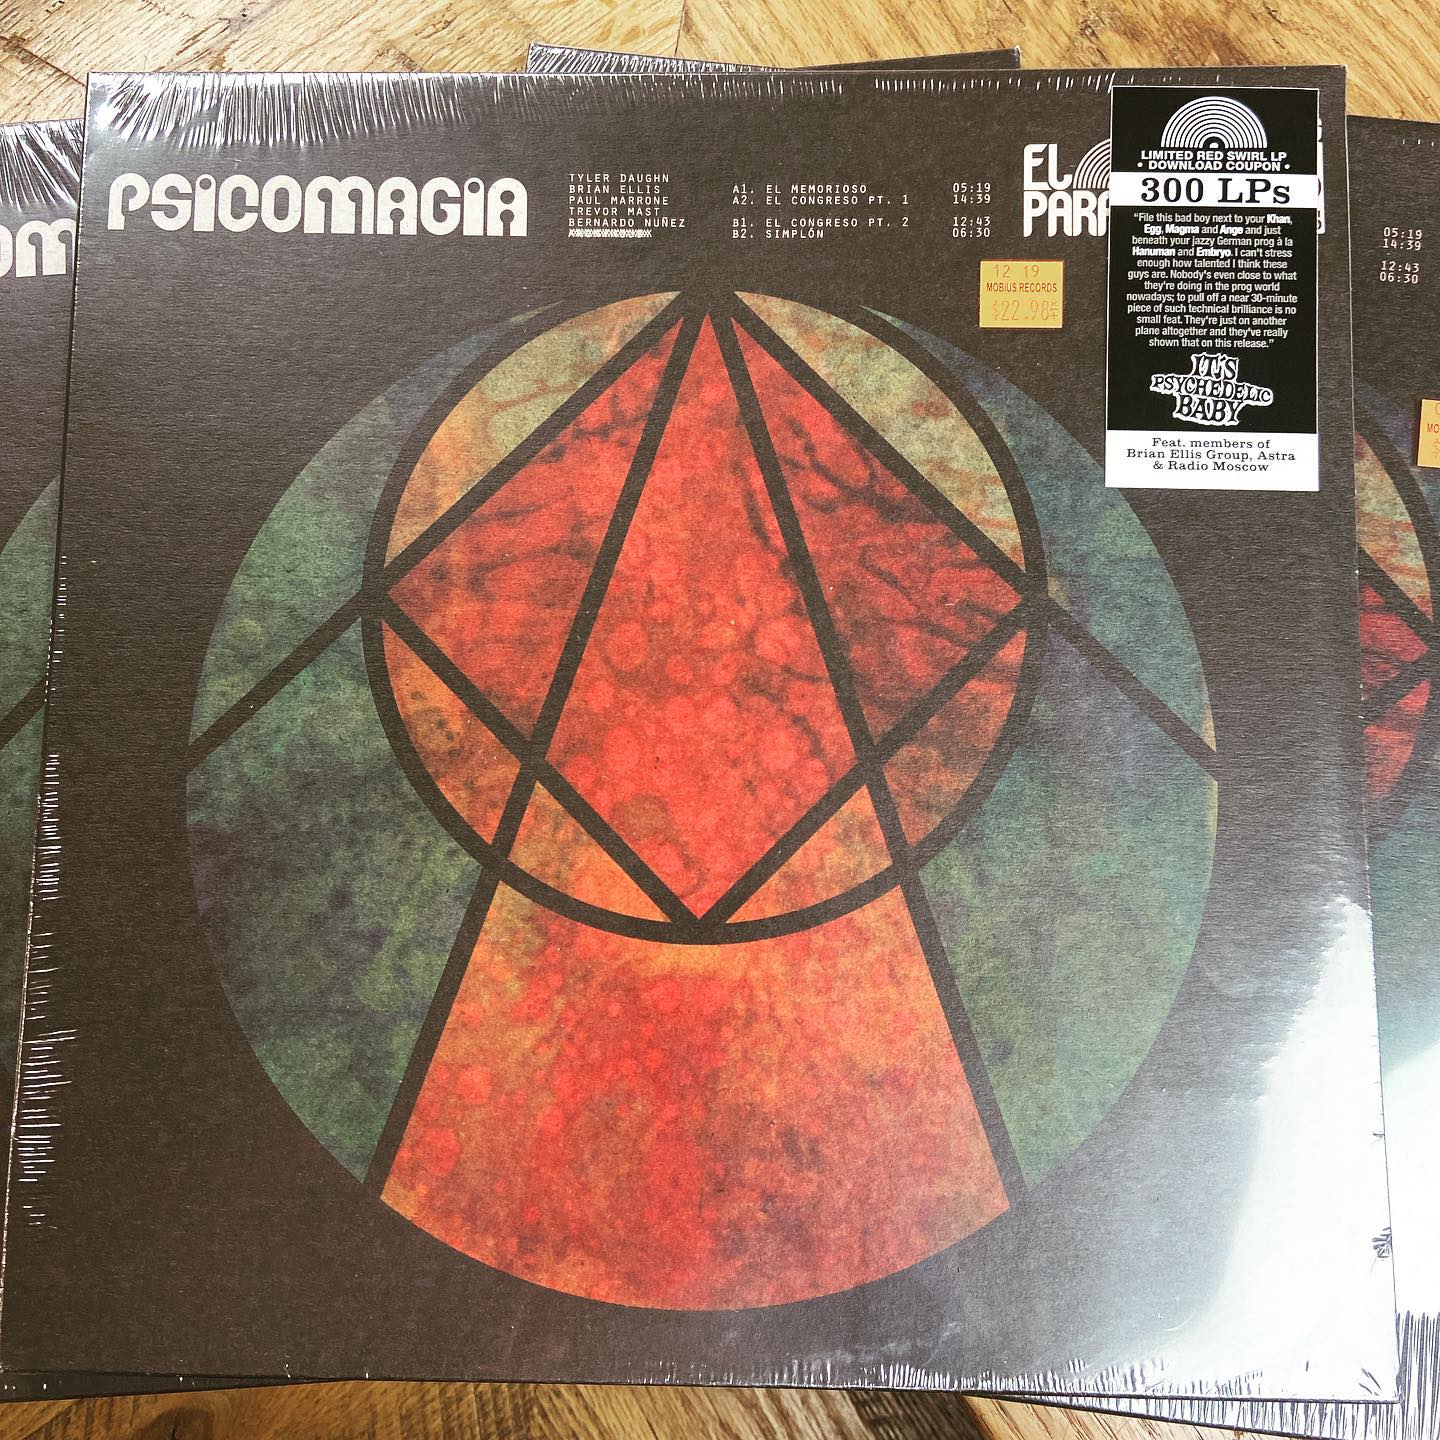 PSICOMAGIA
TYLER DAUGHN
BRIAN ELLIS
PAUL MARRONE
TREVOR MAST
BERNARDO NUÑEZ
A1. EL MEMORIOSO 05:19
A2. EL CONGRESO PT. 1 14:39
B1. EL CONGRESO PT. 2 12:43
B2. SIMPLÓN 06:30
EL
PARA
LIMITED RED SWIRL LP
• DOWNLOAD COUPON •
300 LPs
"File this bad boy next to your Khan,
Egg, Magma and Ange and just
beneath your jazzy German prog à la
Hanuman and Embryo. I can't stress
enough how talented I think these
guys are. Nobody's even close to what
they're doing in the prog world
nowadays; to pull off a near 30-minute
piece of such technical brilliance is no
small feat. They're just on another
plane altogether and they've really
shown that on this release."
IT'S
PSYCHEDELIC
BABY
Feat. members of
Brian Ellis Group, Astra
& Radio Moscow
12 19
MOBIUS RECORDS
$22.98+TX
OM
05:19
14:39
12:43
06:30
MO
$